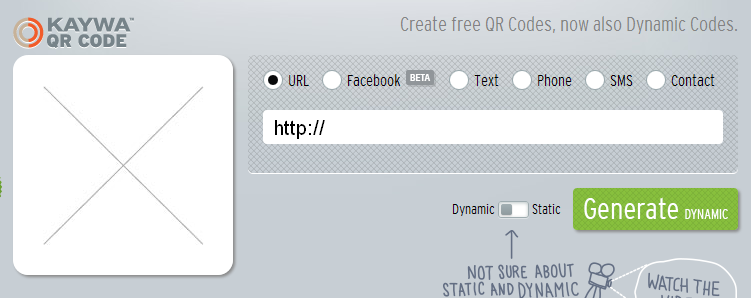 KAYWA™
QR CODE
Create free QR Codes, now also Dynamic Codes.
URL Facebook BETA Text Phone SMS Contact
http://
Dynamic Static
Generate DYNAMIC
NOT SURE ABOUT
STATIC AND DYNAMIC
WATCH THE